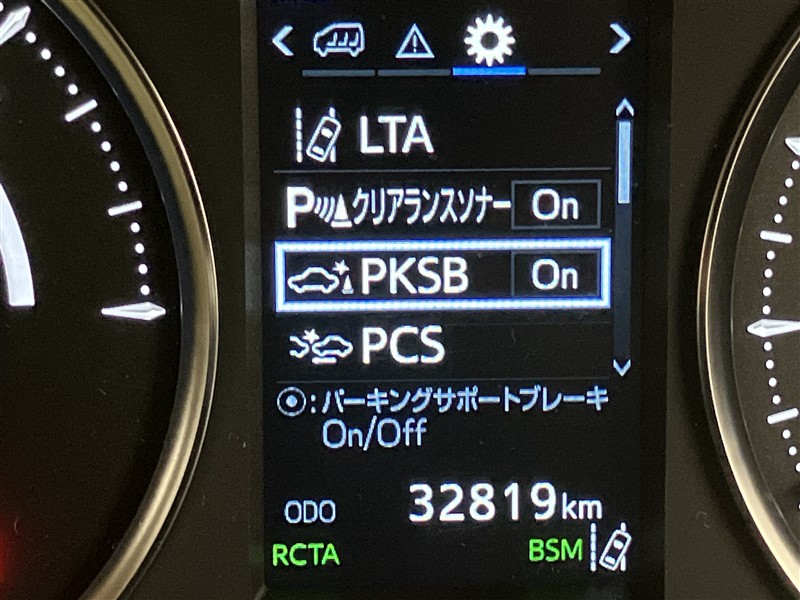 LTA
P クリアランスソナー On
PKSB On
PCS
:パーキングサポートブレーキ
On/Off
ODO 32819km
RCTA BSM